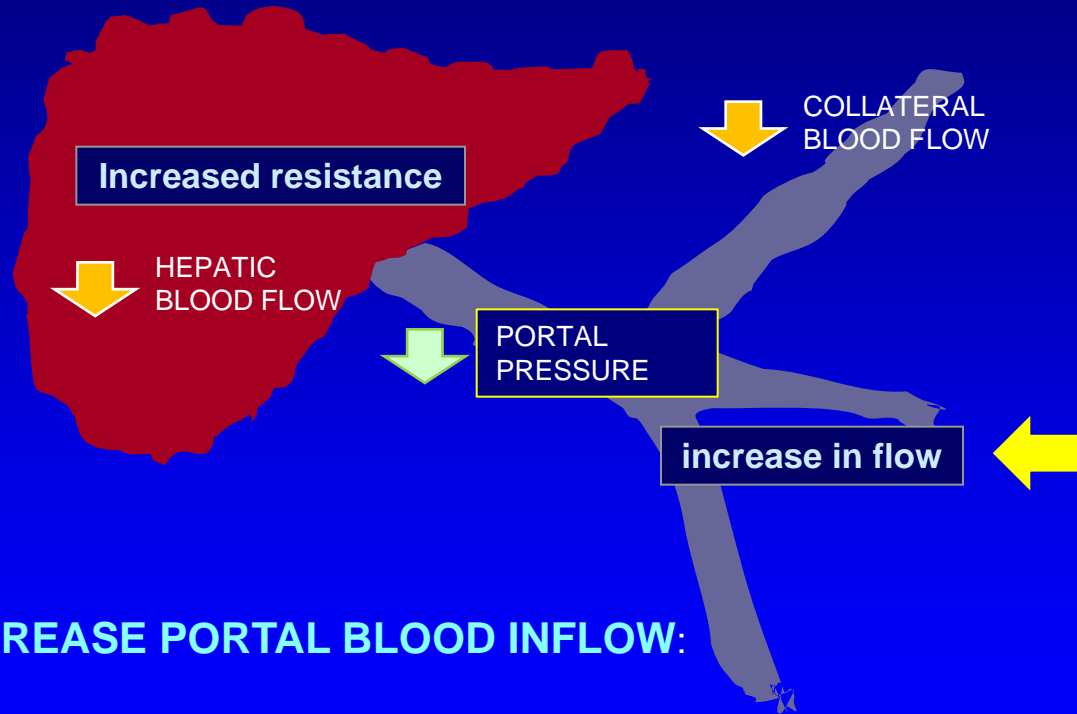 COLLATERAL
BLOOD FLOW
Increased resistance
HEPATIC
BLOOD FLOW
PORTAL
PRESSURE
increase in flow
REASE PORTAL BLOOD INFLOW: